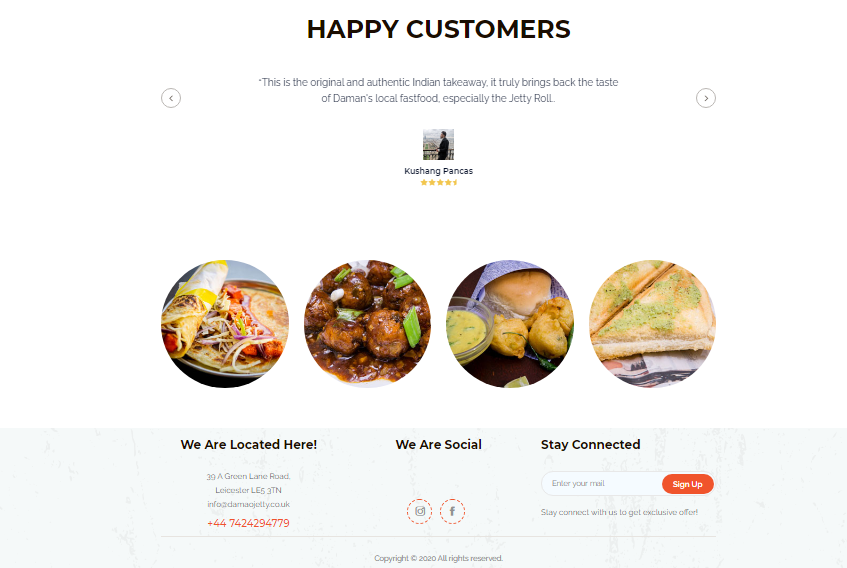 HAPPY CUSTOMERS
“This is the original and authentic Indian takeaway, it truly brings back the taste
of Daman's local fastfood, especially the Jetty Roll..
Kushang Pancas
We Are Located Here!
39 A Green Lane Road,
Leicester LE5 3TN
info@damaojetty.co.uk
+44 7424294779
We Are Social
Stay Connected
Enter your mail
Sign Up
Stay connect with us to get exclusive offer!
Copyright © 2020 All rights reserved.